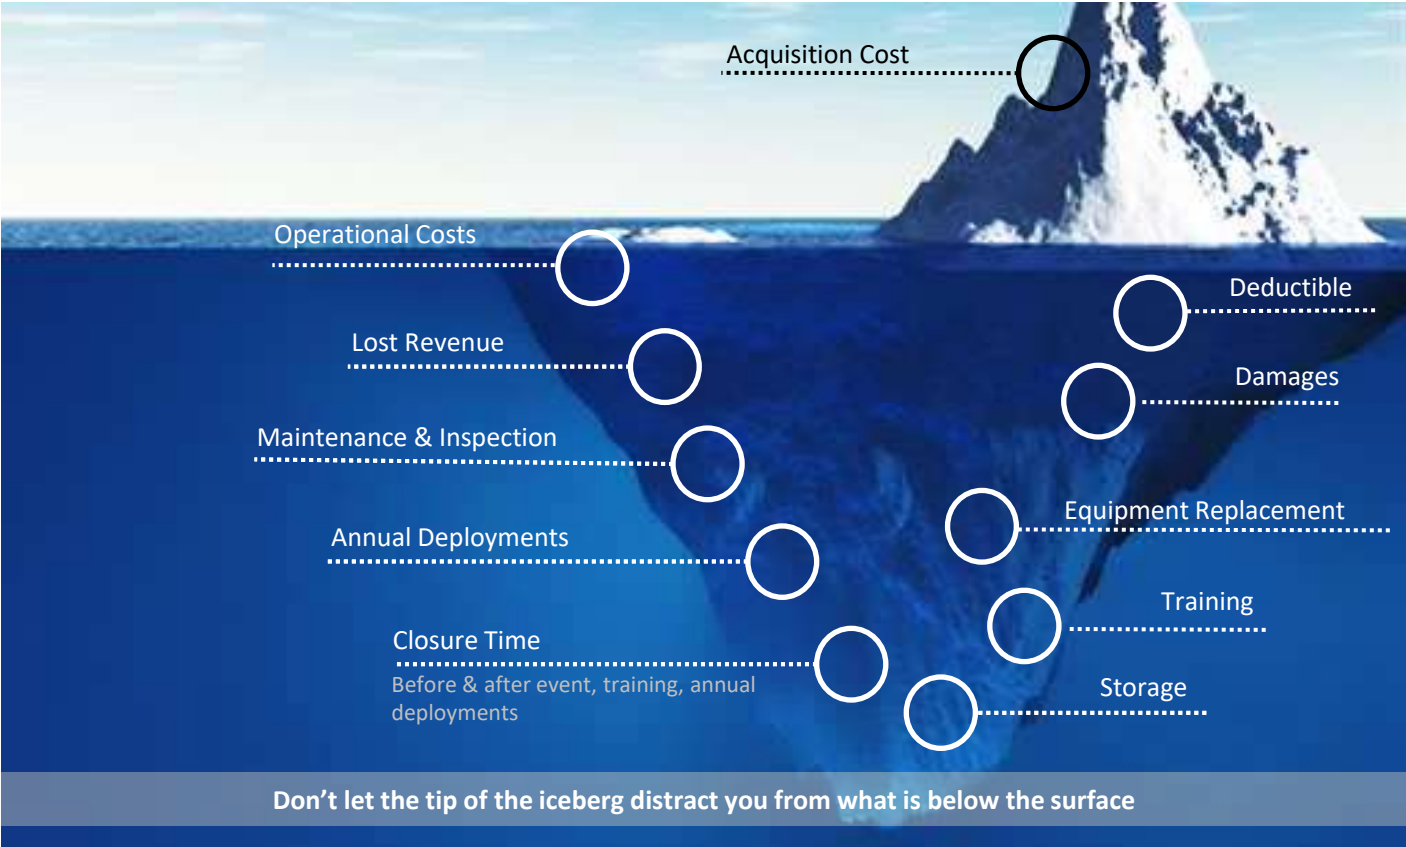 Acquisition Cost
Operational Costs
Deductible
Lost Revenue
Damages
Maintenance & Inspection
Equipment Replacement
Annual Deployments
Training
Closure Time
Before & after event, training, annual
deployments
Storage
Don’t let the tip of the iceberg distract you from what is below the surface